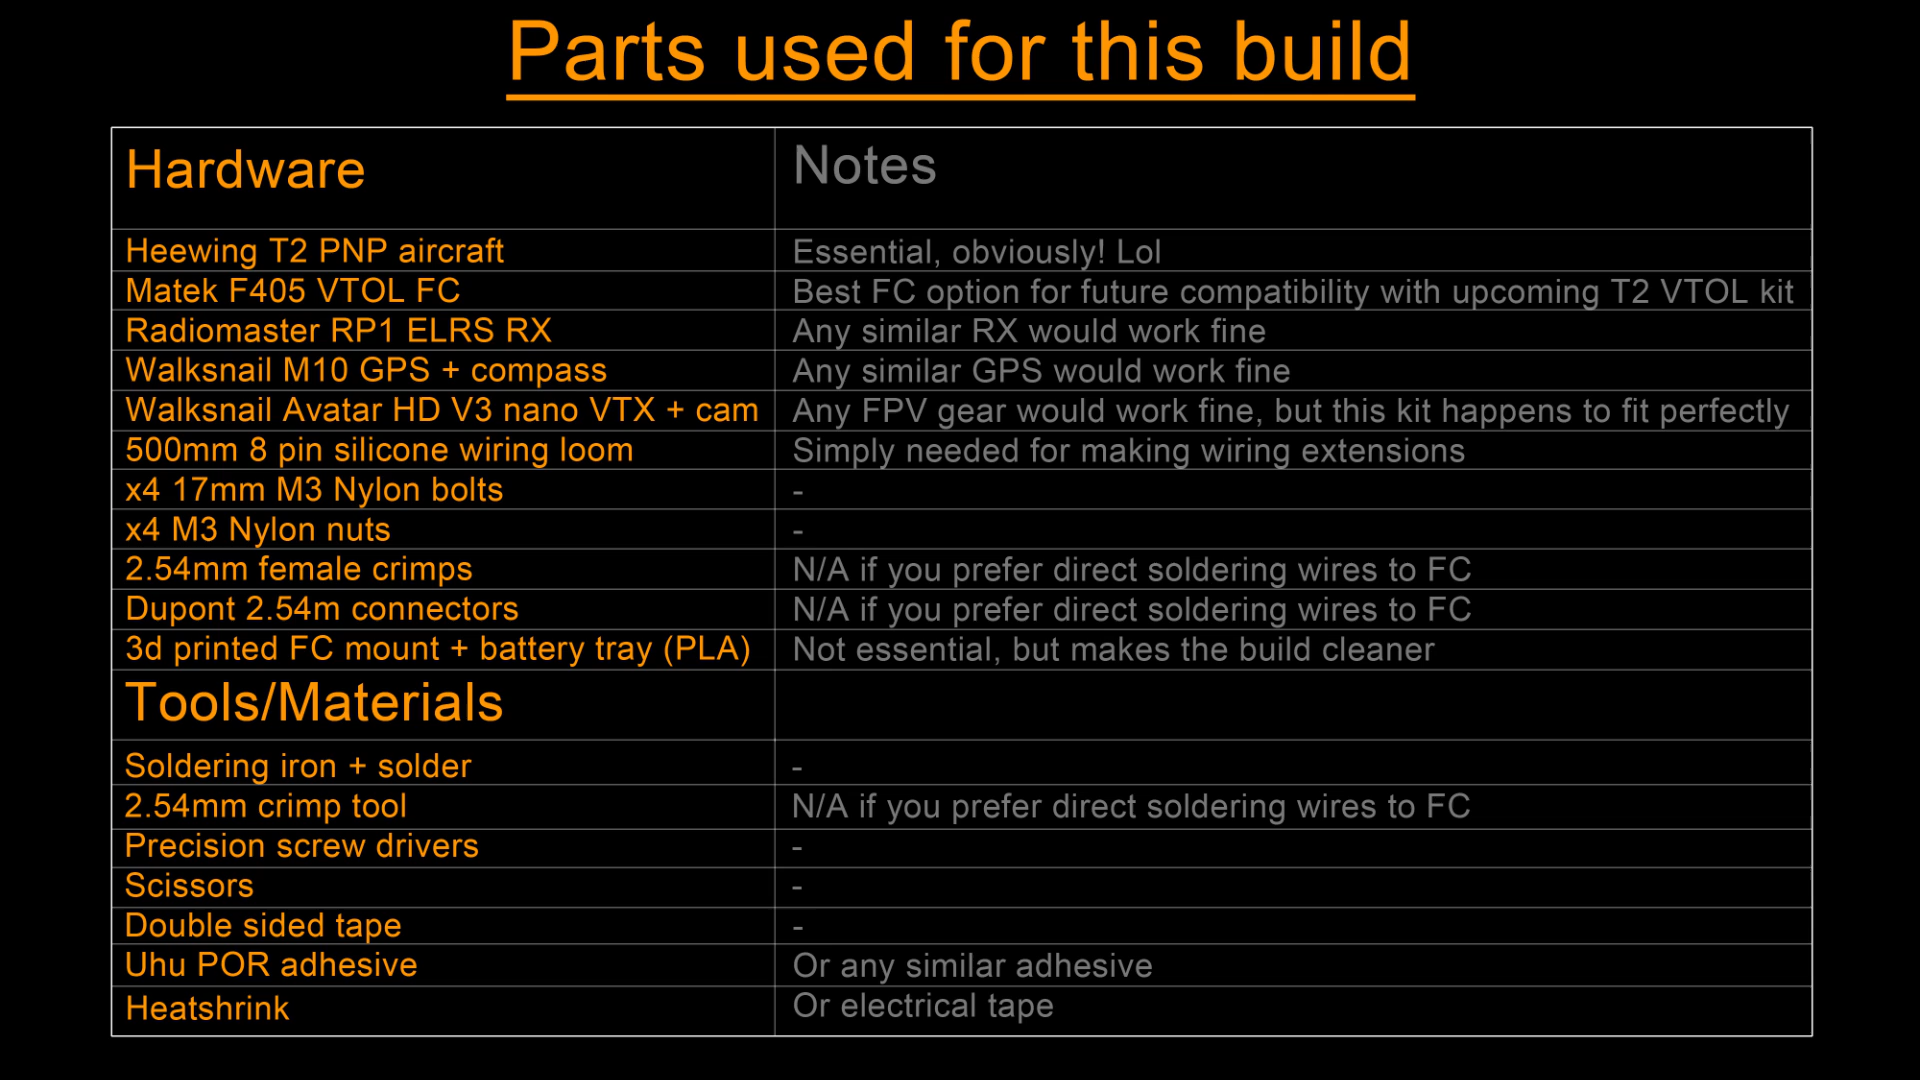 Parts used for this build
Hardware Notes
Heewing T2 PNP aircraft Essential, obviously! Lol
Matek F405 VTOL FC Best FC option for future compatibility with upcoming T2 VTOL kit
Radiomaster RP1 ELRS RX Any similar RX would work fine
Walksnail M10 GPS + compass Any similar GPS would work fine
Walksnail Avatar HD V3 nano VTX + cam Any FPV gear would work fine, but this kit happens to fit perfectly
500mm 8 pin silicone wiring loom Simply needed for making wiring extensions
x4 17mm M3 Nylon bolts -
x4 M3 Nylon nuts -
2.54mm female crimps N/A if you prefer direct soldering wires to FC
Dupont 2.54m connectors N/A if you prefer direct soldering wires to FC
3d printed FC mount + battery tray (PLA) Not essential, but makes the build cleaner
Tools/Materials
Soldering iron + solder -
2.54mm crimp tool N/A if you prefer direct soldering wires to FC
Precision screw drivers -
Scissors -
Double sided tape -
Uhu POR adhesive Or any similar adhesive
Heatshrink Or electrical tape